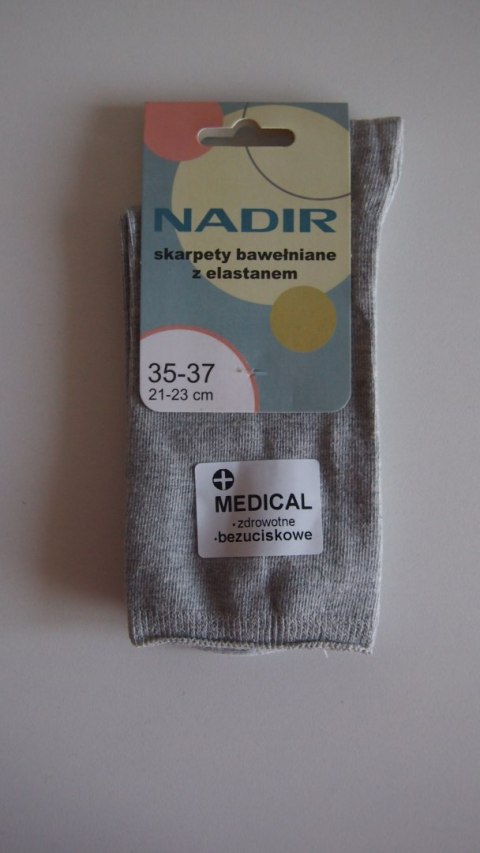 NADIR
skarpety bawełniane
z elastanem
35-37
21-23 cm
MEDICAL
·zdrowotne
·bezuciskowe